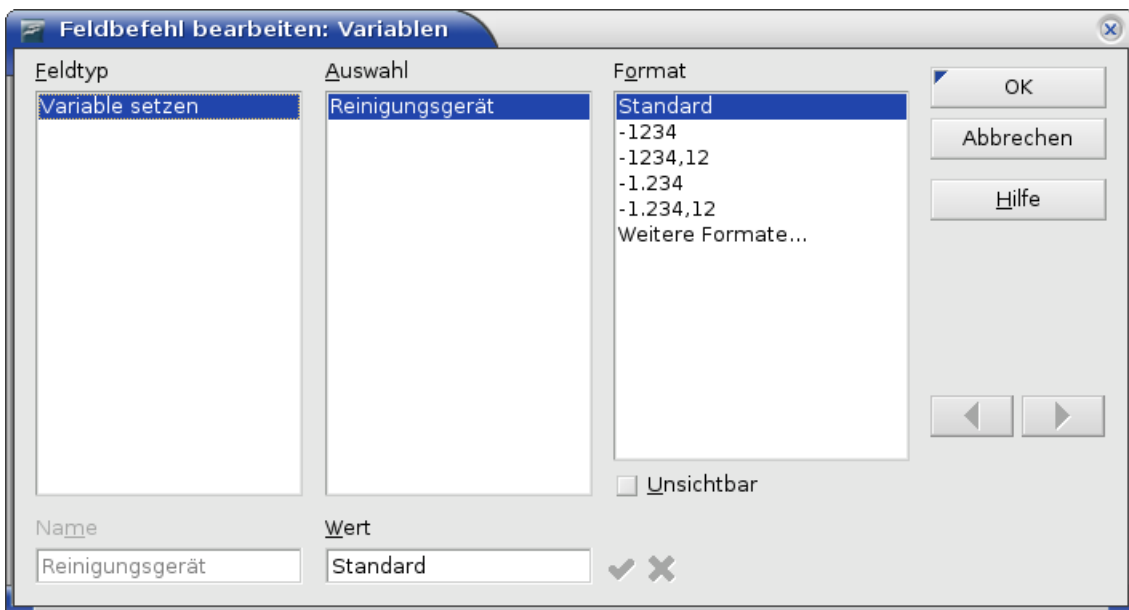 Feldbefehl bearbeiten: Variablen
Feldtyp
Auswahl
Format
Variable setzen
Reinigungsgerät
Standard
-1234
-1234,12
-1.234
-1.234,12
Weitere Formate...
OK
Abbrechen
Hilfe
Unsichtbar
Name
Wert
Reinigungsgerät
Standard